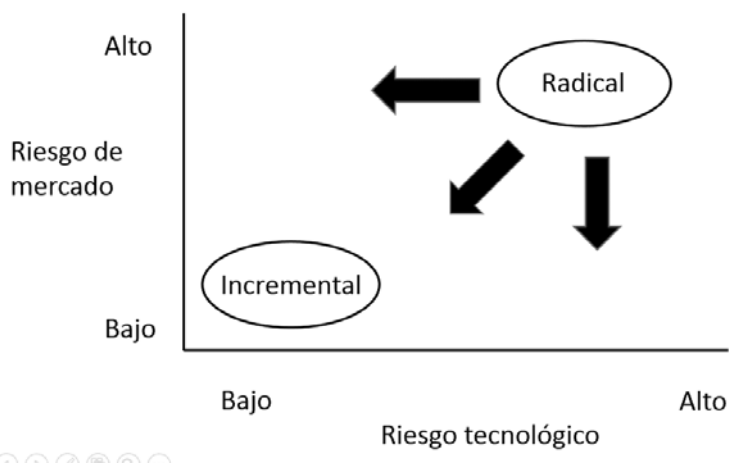 Alto
Radical
Riesgo de
mercado
Incremental
Bajo
Bajo
Alto
Riesgo tecnológico